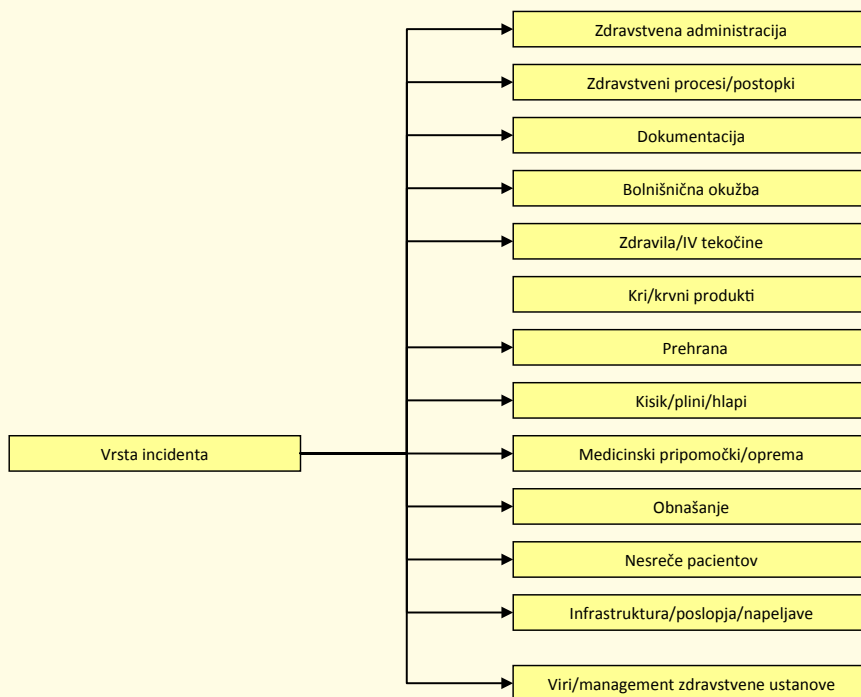 Zdravstvena administracija
Zdravstveni procesi/postopki
Dokumentacija
Bolnišnična okužba
Zdravila/IV tekočine
Kri/krvni produkti
Prehrana
Kisik/plini/hlapi
Vrsta incidenta
Medicinski pripomočki/oprema
Obnašanje
Nesreče pacientov
Infrastruktura/poslopja/napeljave
Viri/management zdravstvene ustanove